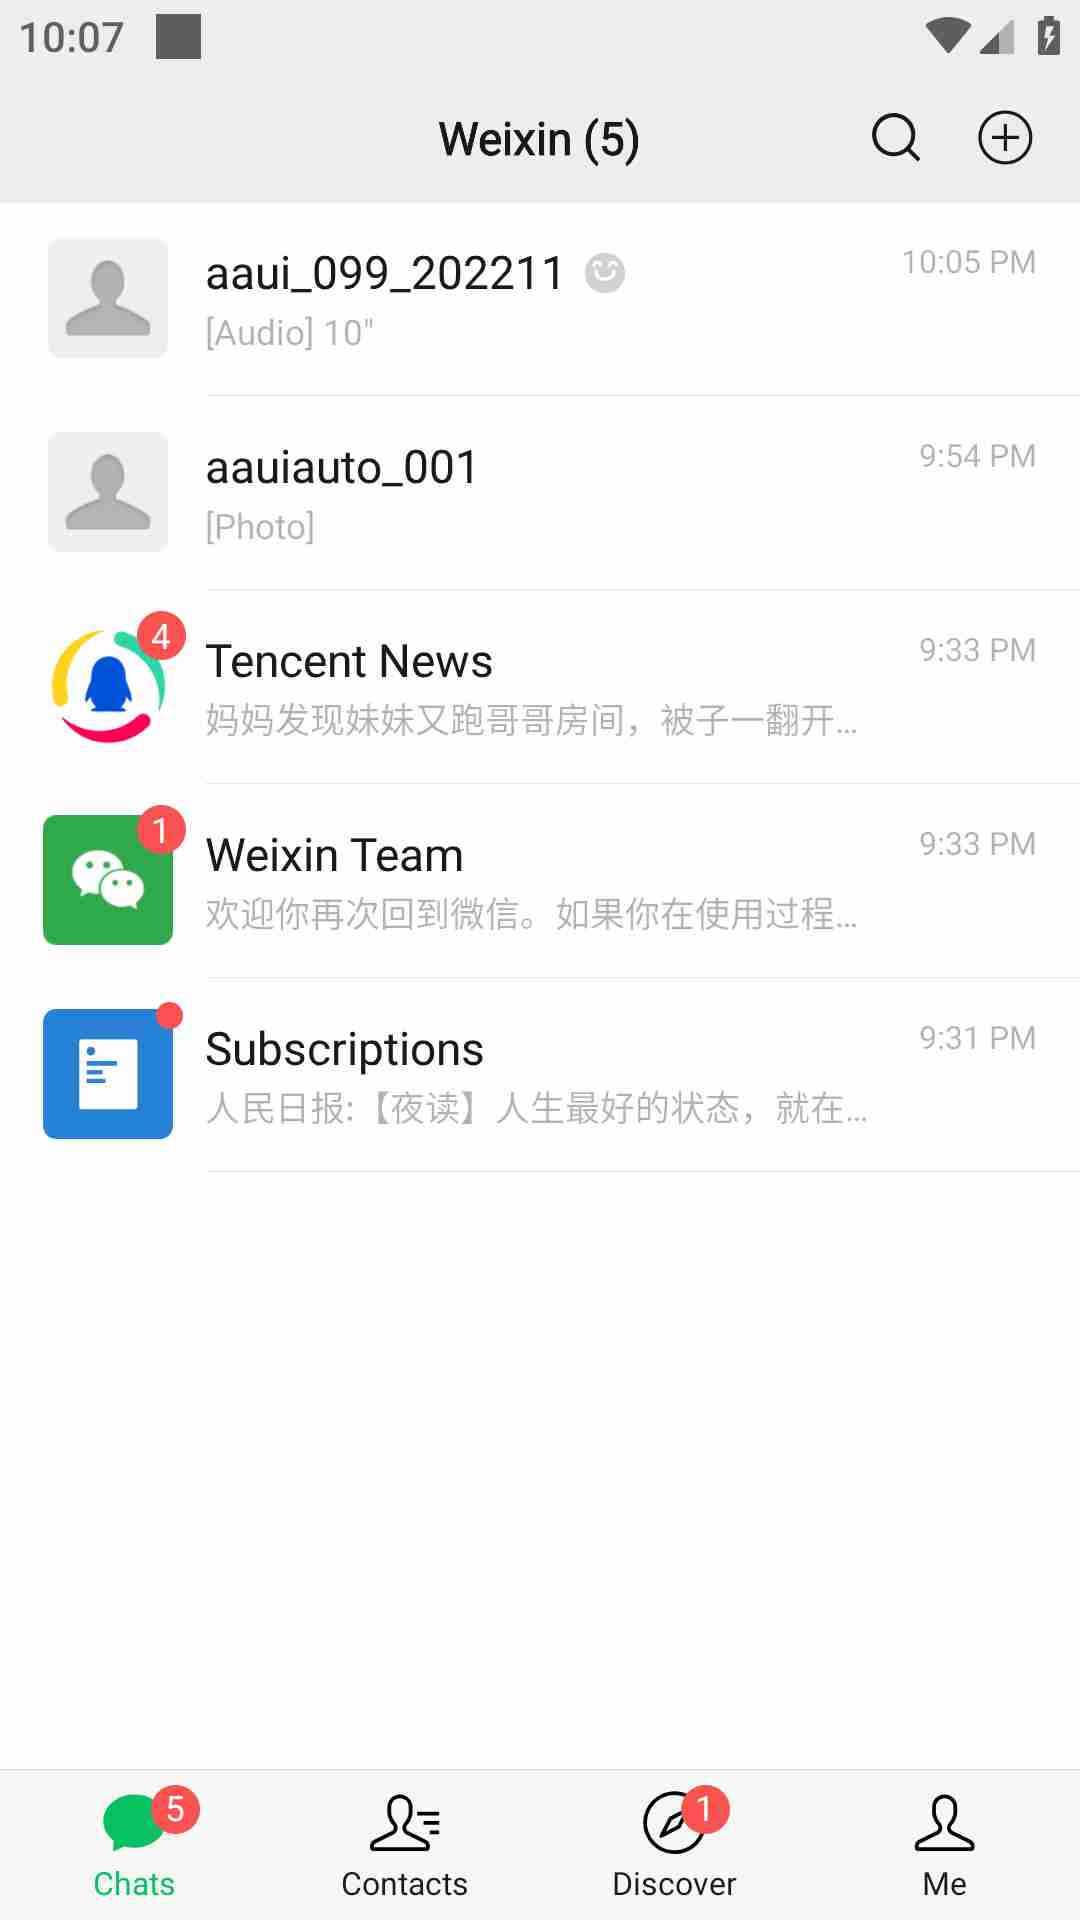 10:07
Weixin (5)
aaui_099_202211
10:05 PM
[Audio] 10"
aauiauto_001
9:54 PM
[Photo]
4
Tencent News
9:33 PM
妈妈发现妹妹又跑哥哥房间，被子一翻开...
1
Weixin Team
9:33 PM
欢迎你再次回到微信。如果你在使用过程...
Subscriptions
9:31 PM
人民日报:【夜读】人生最好的状态，就在...
5
1
Chats
Contacts
Discover
Me